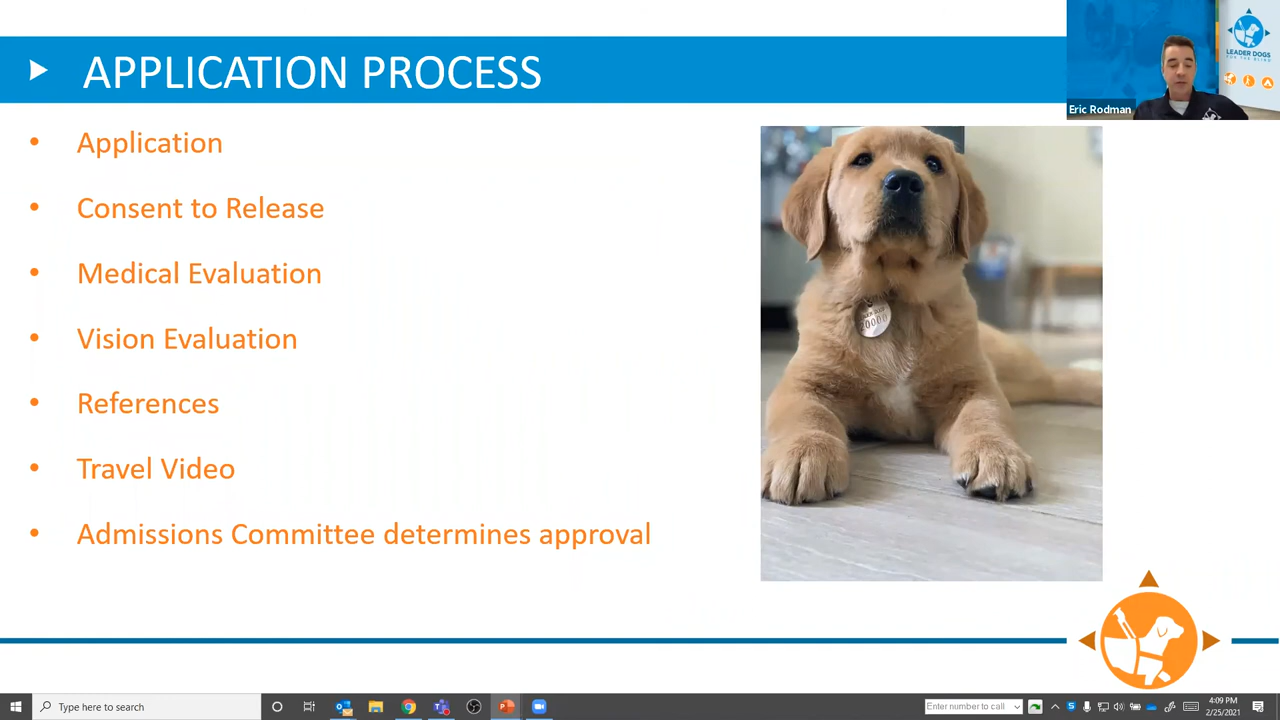 APPLICATION PROCESS
• Application
• Consent to Release
• Medical Evaluation
• Vision Evaluation
• References
• Travel Video
• Admissions Committee determines approval
Eric Rodman
LEADER DOGS
FOR THE BLIND
Type here to search
Enter number to call
4:09 PM
2/25/2021